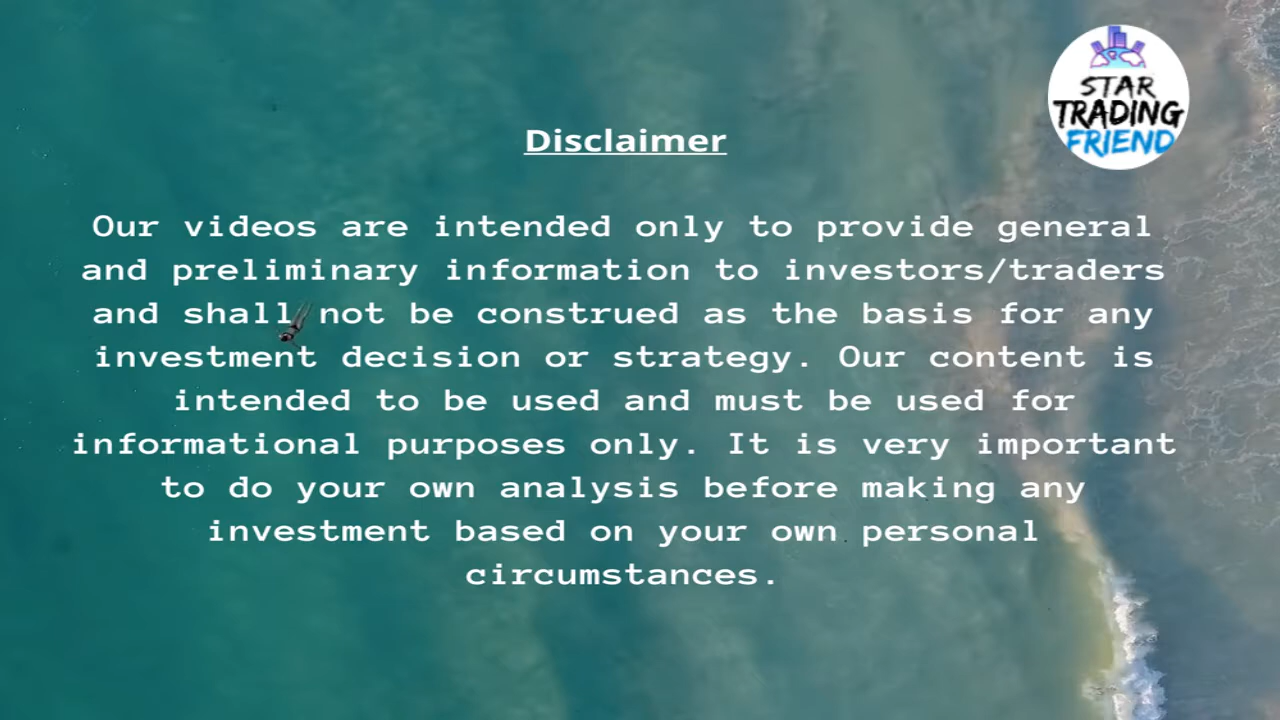 STAR
TRADING
FRIEND
Disclaimer
Our videos are intended only to provide general
and preliminary information to investors/traders
and shall not be construed as the basis for any
investment decision or strategy. Our content is
intended to be used and must be used for
informational purposes only. It is very important
to do your own analysis before making any
investment based on your own personal
circumstances.